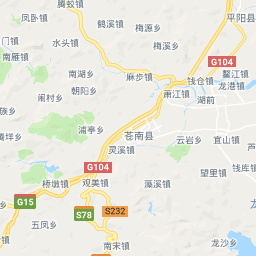 腾蛟镇
鹤溪镇
梅源乡
平阳县
水头镇
梅溪乡
门镇
南雁镇
G104
南湖乡
麻步镇
钱仓镇
鳌江镇
萧江镇
龙港镇
朝阳乡
闹村乡
湖前
浦亭乡
苍南县
云岩乡
宜山镇
灵溪镇
G104
望里镇
钱库镇
桥墩镇
观美镇
藻溪镇
G15
S78
S232
五凤乡
南宋镇
龙沙乡